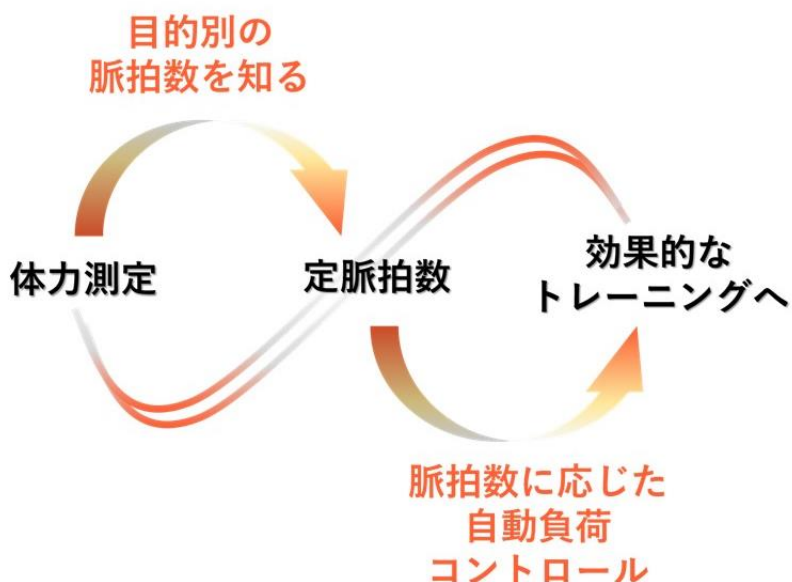 目的別の
脈拍数を知る
体力測定
定脈拍数
効果的な
トレーニングへ
脈拍数に応じた
自動負荷
コントロール